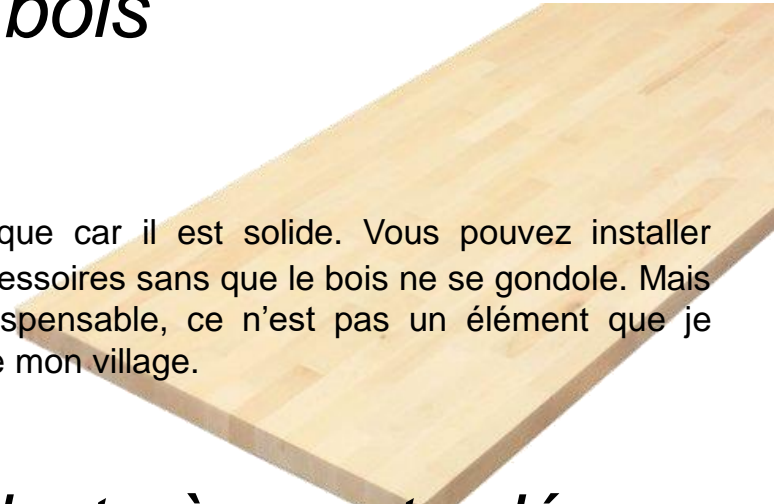 bois
que car il est solide. Vous pouvez installer
essoires sans que le bois ne se gondole. Mais
spensable, ce n’est pas un élément que je
mon village.